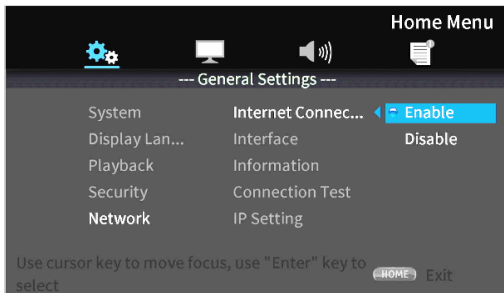 Home Menu
--- General Settings ---
System
Internet Connec...
Enable
Display Lan...
Interface
Disable
Playback
Information
Security
Connection Test
Network
IP Setting
Use cursor key to move focus, use "Enter" key to
select
HOME Exit